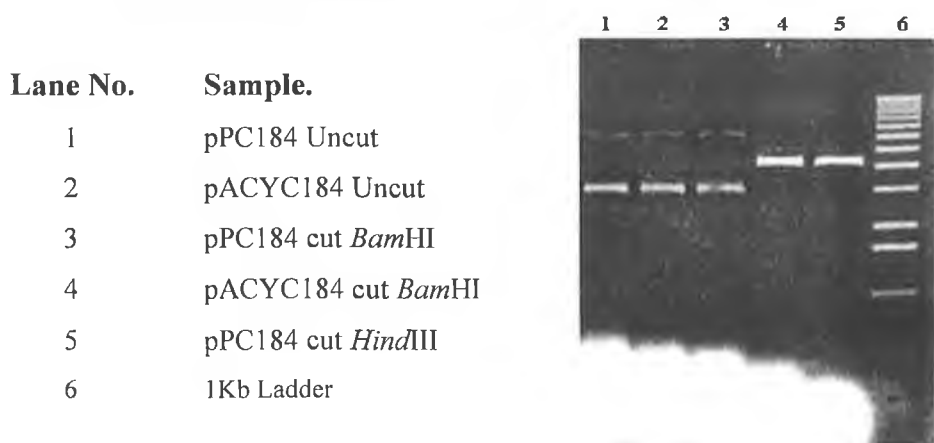 1 2 3 4 5 6
Lane No. Sample.
1 pPC184 Uncut
2 pACYC184 Uncut
3 pPC184 cut BamHI
4 pACYC184 cut BamHI
5 pPC184 cut HindIII
6 1Kb Ladder